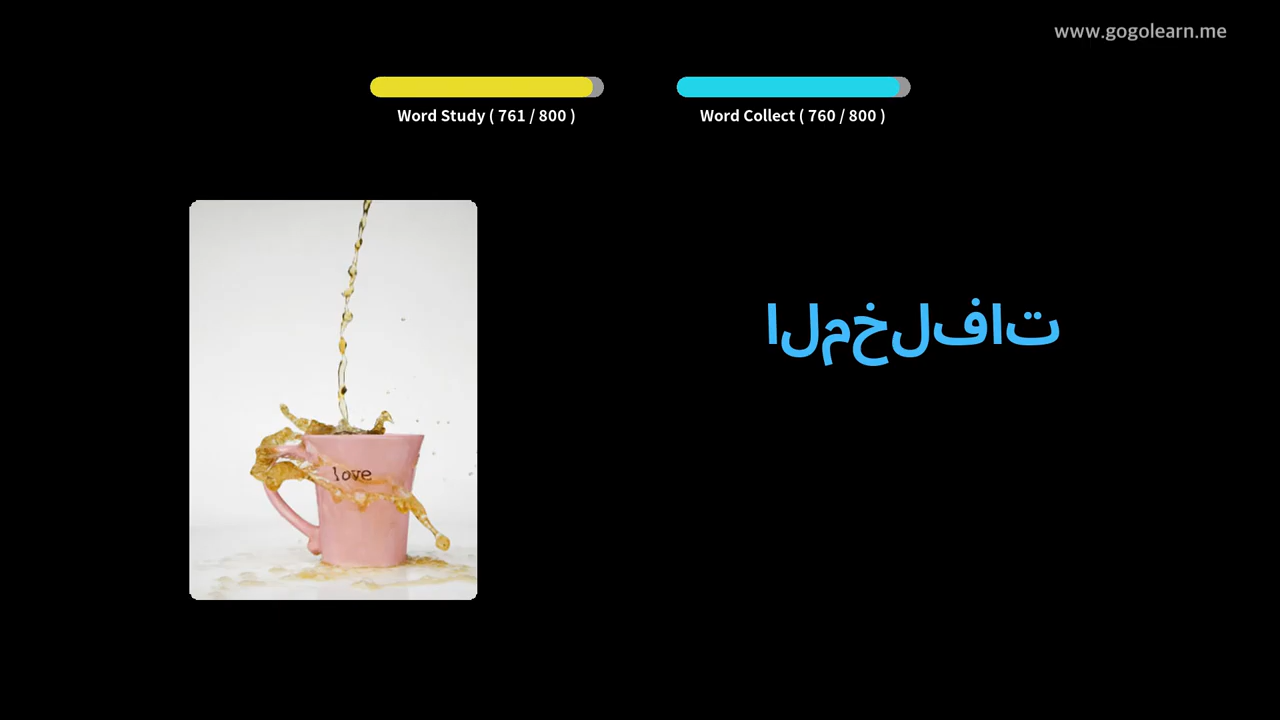 www.gogolearn.me
Word Study ( 761 / 800 )
Word Collect ( 760 / 800 )
love
المخلفات